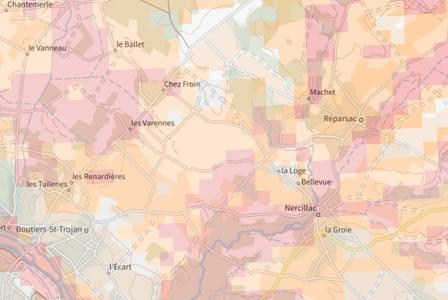 Chantemerle
le Vanneau
le Ballet
Chez Froin
Machet
Réparsac
les Varennes
la Loge
Bellevue
les Renardières
les Tuileries
Nercillac
Boutiers-St-Trojan
la Groie
l'Écart